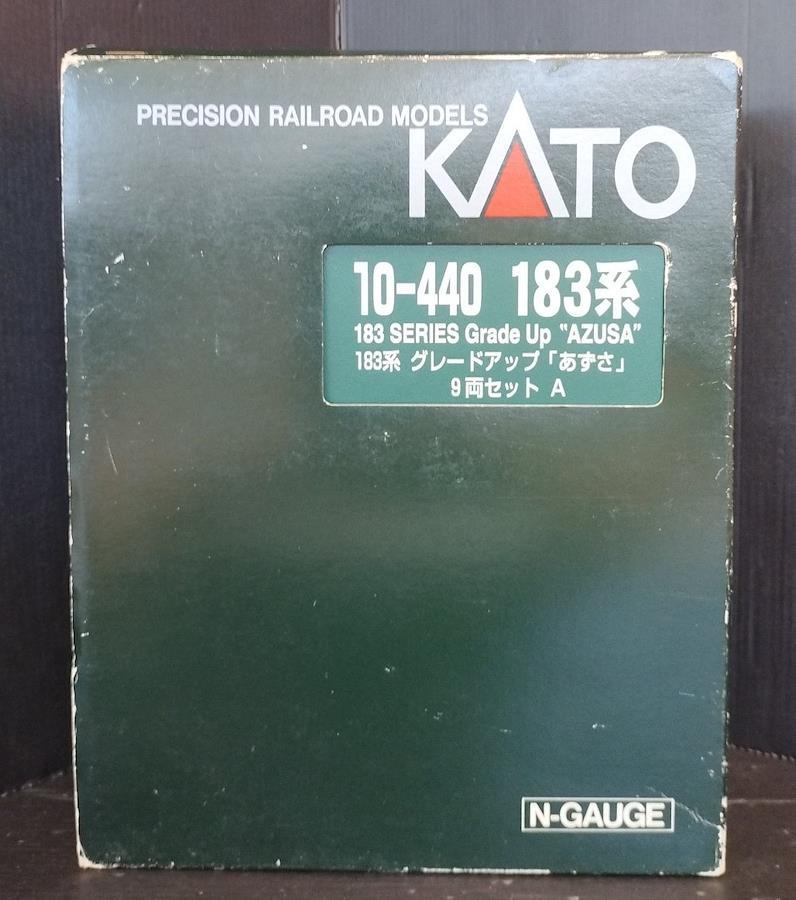 PRECISION RAILROAD MODELS
KATO
10-440 183系
183 SERIES Grade Up "AZUSA"
183系 グレードアップ「あずさ」
9両セット A
N-GAUGE